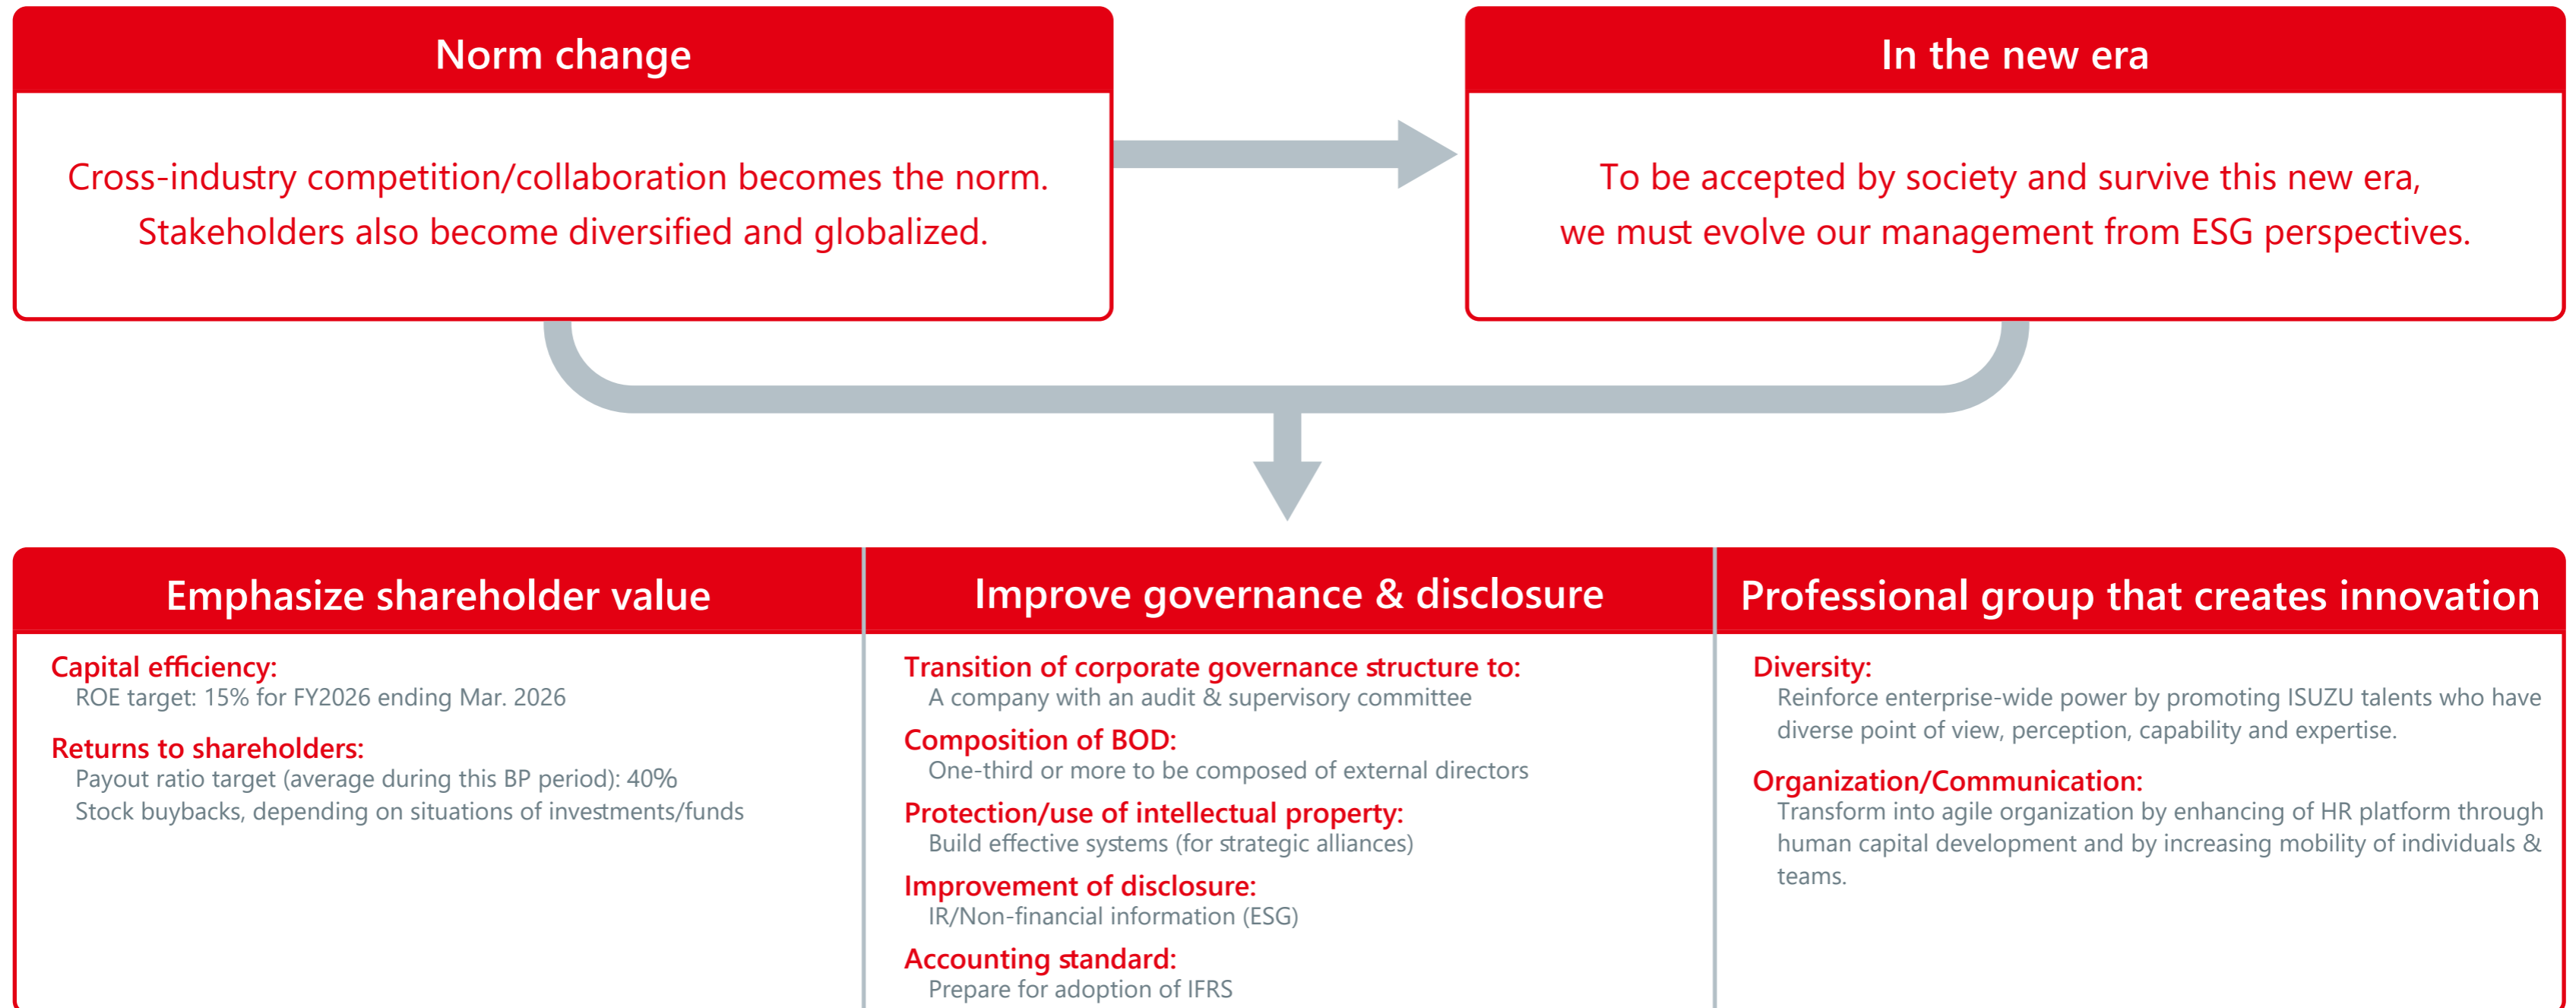 Norm change
Cross-industry competition/collaboration becomes the norm.
Stakeholders also become diversified and globalized.
In the new era
To be accepted by society and survive this new era,
we must evolve our management from ESG perspectives.
Emphasize shareholder value
Capital efficiency:
ROE target: 15% for FY2026 ending Mar. 2026
Returns to shareholders:
Payout ratio target (average during this BP period): 40%
Stock buybacks, depending on situations of investments/funds
Improve governance & disclosure
Transition of corporate governance structure to:
A company with an audit & supervisory committee
Composition of BOD:
One-third or more to be composed of external directors
Protection/use of intellectual property:
Build effective systems (for strategic alliances)
Improvement of disclosure:
IR/Non-financial information (ESG)
Accounting standard:
Prepare for adoption of IFRS
Professional group that creates innovation
Diversity:
Reinforce enterprise-wide power by promoting ISUZU talents who have
diverse point of view, perception, capability and expertise.
Organization/Communication:
Transform into agile organization by enhancing of HR platform through
human capital development and by increasing mobility of individuals &
teams.